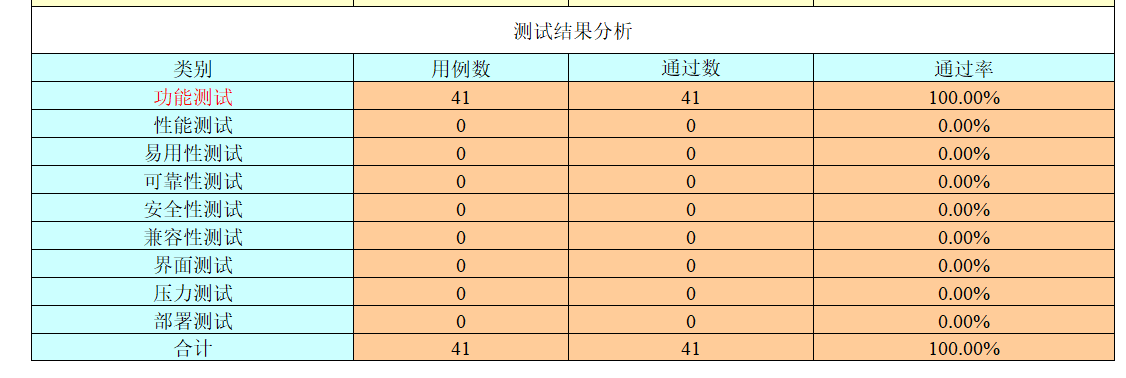 测试结果分析
类别 用例数 通过数 通过率
功能测试 41 41 100.00%
性能测试 0 0 0.00%
易用性测试 0 0 0.00%
可靠性测试 0 0 0.00%
安全性测试 0 0 0.00%
兼容性测试 0 0 0.00%
界面测试 0 0 0.00%
压力测试 0 0 0.00%
部署测试 0 0 0.00%
合计 41 41 100.00%